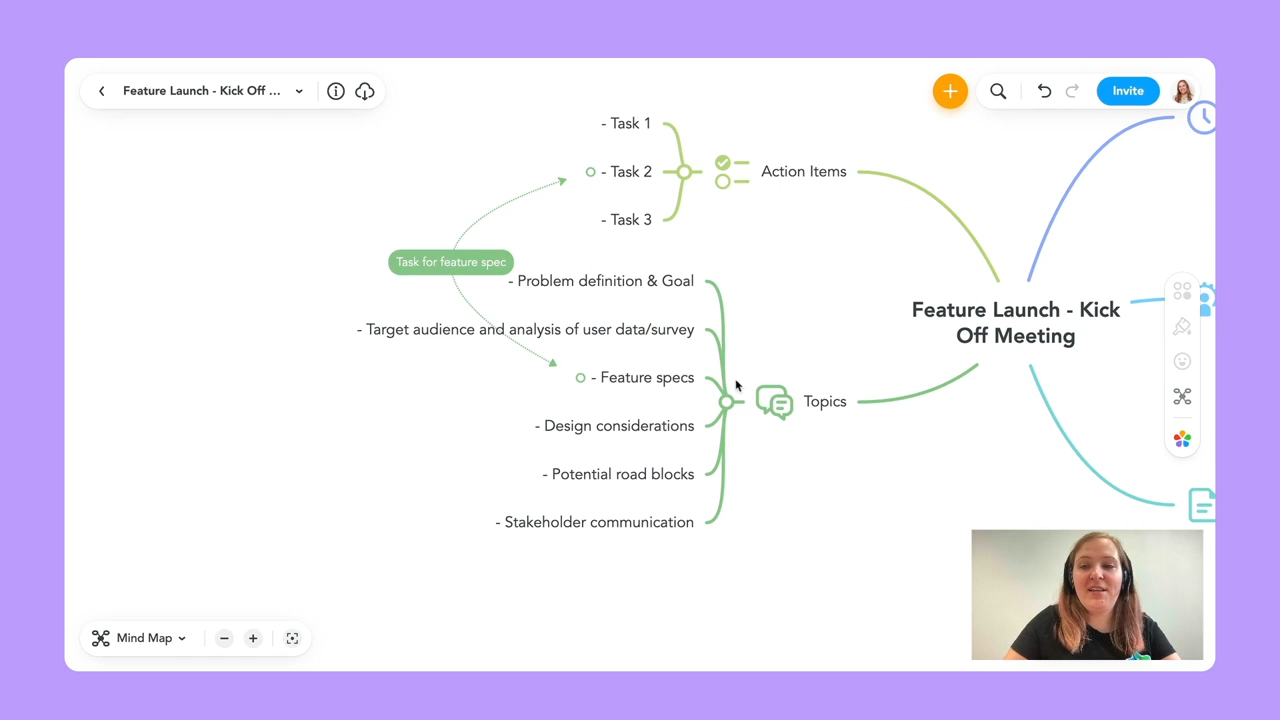 Feature Launch - Kick Off ...
Invite
- Task 1
- Task 2
- Task 3
Action Items
Task for feature spec
- Problem definition & Goal
- Target audience and analysis of user data/survey
- Feature specs
- Design considerations
- Potential road blocks
- Stakeholder communication
Topics
Feature Launch - Kick
Off Meeting
Mind Map